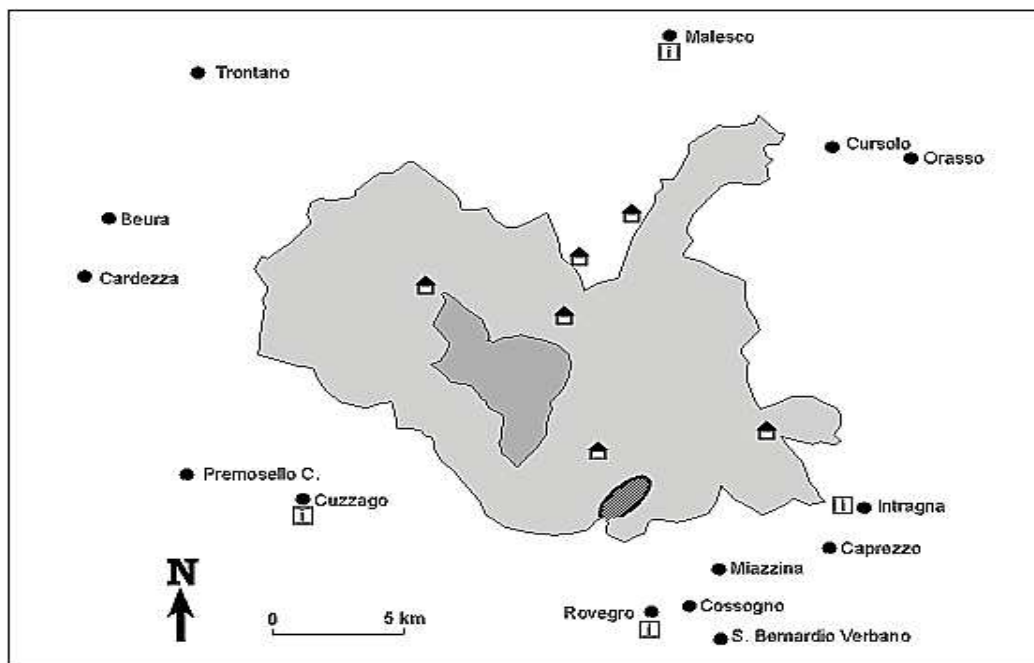 Malesco
i
Trontano
Cursolo
Orasso
Beura
Cardezza
Premosello C.
Cuzzago
i
i
Intragna
Caprezzo
Miazzina
N
0 5 km
Rovegro
i
Cossogno
S. Bernardio Verbano